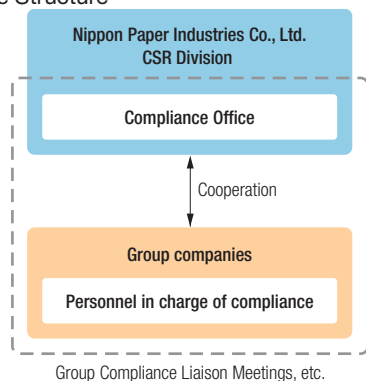 Structure
Nippon Paper Industries Co., Ltd.
CSR Division
Compliance Office
Cooperation
Group companies
Personnel in charge of compliance
Group Compliance Liaison Meetings, etc.